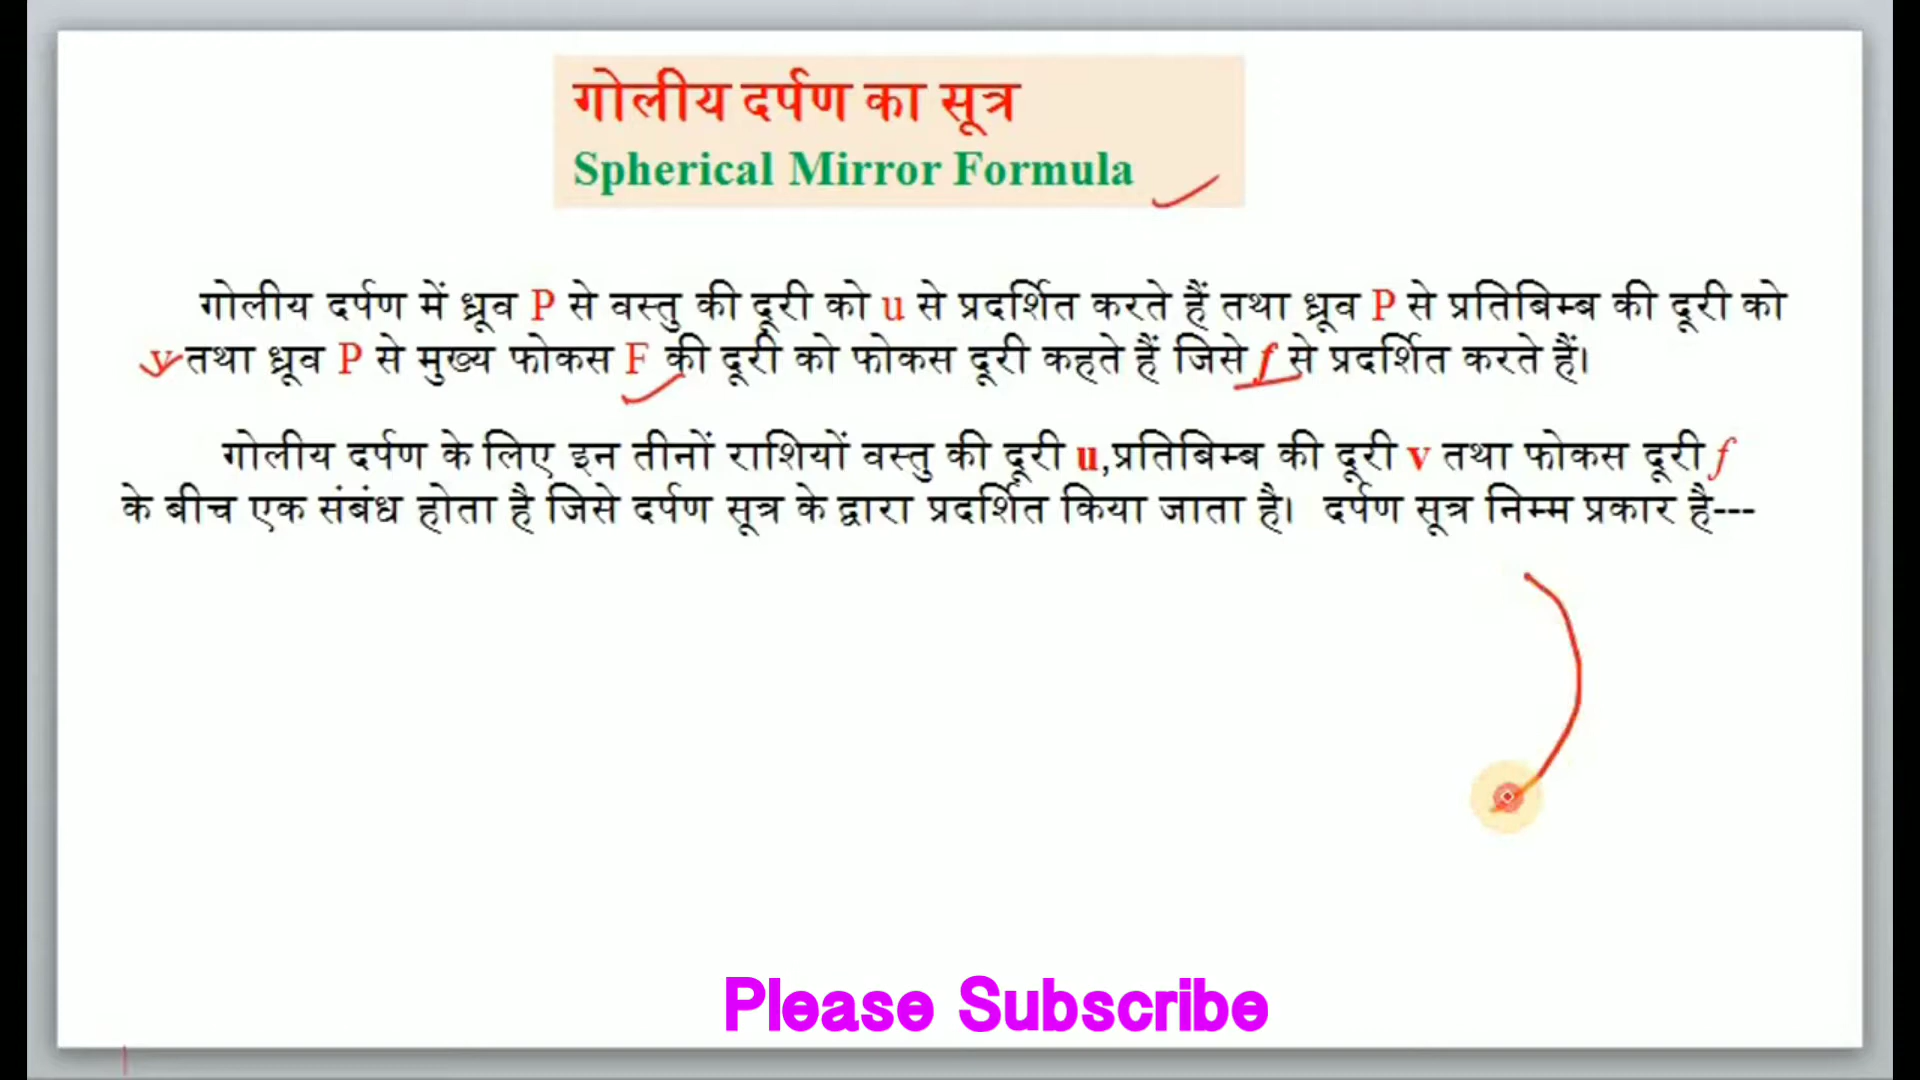 गोलीय दर्पण का सूत्र
Spherical Mirror Formula
गोलीय दर्पण में ध्रूव P से वस्तु की दूरी को u से प्रदर्शित करते हैं तथा ध्रूव P से प्रतिबिम्ब की दूरी को
v तथा ध्रूव P से मुख्य फोकस F की दूरी को फोकस दूरी कहते हैं जिसे f से प्रदर्शित करते हैं।
गोलीय दर्पण के लिए इन तीनों राशियों वस्तु की दूरी u,प्रतिबिम्ब की दूरी v तथा फोकस दूरी f
के बीच एक संबंध होता है जिसे दर्पण सूत्र के द्वारा प्रदर्शित किया जाता है। दर्पण सूत्र निम्म प्रकार है---
Please Subscribe